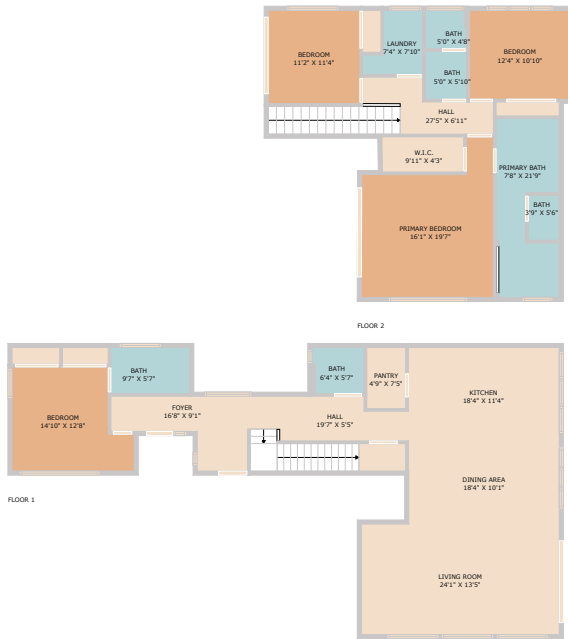 BEDROOM
11'2" X 11'4"
LAUNDRY
7'4" X 7'10"
BATH
5'0" X 4'8"
BEDROOM
12'4" X 10'10"
BATH
5'0" X 5'10"
HALL
27'5" X 6'11"
W.I.C.
9'11" X 4'3"
PRIMARY BATH
7'8" X 21'9"
BATH
3'9" X 5'6"
PRIMARY BEDROOM
16'1" X 19'7"
FLOOR 2
BATH
9'7" X 5'7"
BATH
6'4" X 5'7"
PANTRY
4'9" X 7'5"
KITCHEN
18'4" X 11'4"
BEDROOM
14'10" X 12'8"
FOYER
16'8" X 9'1"
HALL
19'7" X 5'5"
DINING AREA
18'4" X 10'1"
FLOOR 1
LIVING ROOM
24'1" X 13'5"